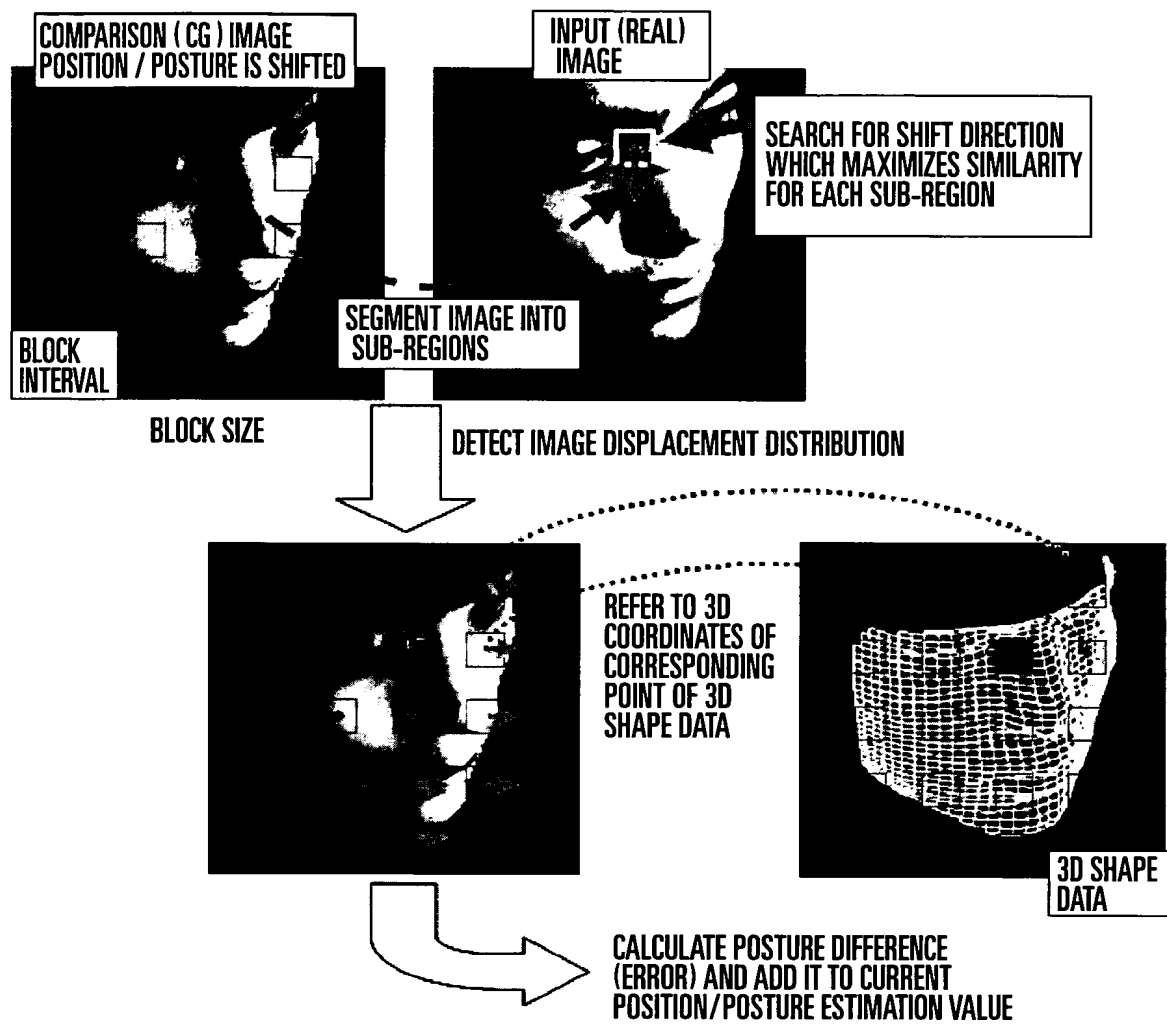 COMPARISON ( CG ) IMAGE
POSITION / POSTURE IS SHIFTED
INPUT (REAL)
IMAGE
SEARCH FOR SHIFT DIRECTION
WHICH MAXIMIZES SIMILARITY
FOR EACH SUB-REGION
SEGMENT IMAGE INTO
SUB-REGIONS
BLOCK
INTERVAL
BLOCK SIZE
DETECT IMAGE DISPLACEMENT DISTRIBUTION
REFER TO 3D
COORDINATES OF
CORRESPONDING
POINT OF 3D
SHAPE DATA
3D SHAPE
DATA
CALCULATE POSTURE DIFFERENCE
(ERROR) AND ADD IT TO CURRENT
POSITION/POSTURE ESTIMATION VALUE